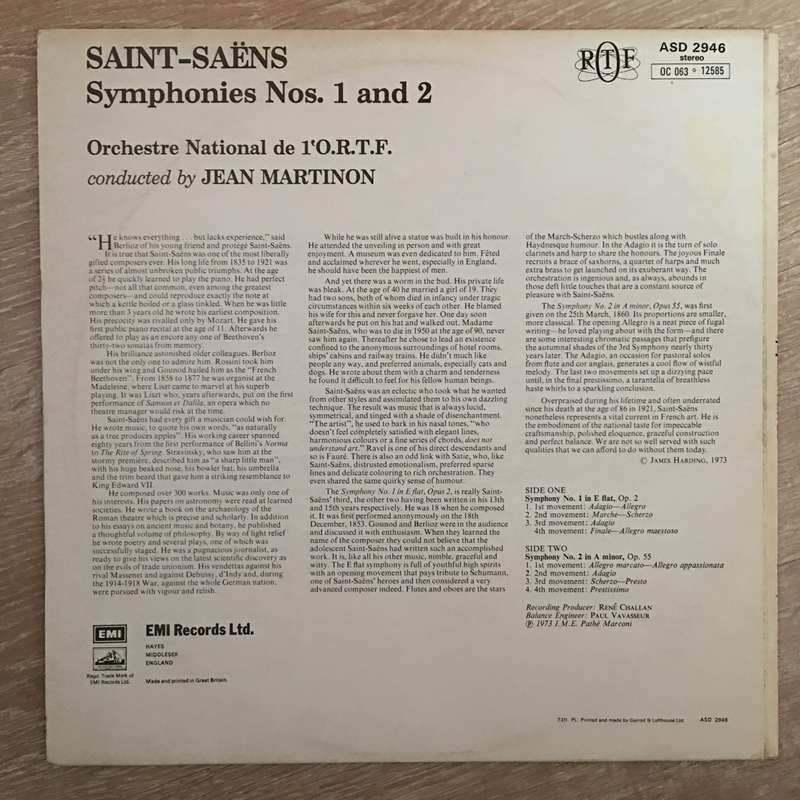 SAINT-SAËNS
Symphonies Nos. 1 and 2
Orchestre National de l'O.R.T.F.
conducted by JEAN MARTINON
RTF
ASD 2946
stereo
OC 063 º 12585
“He knows everything . . . but lacks experience,” said
Berlioz of his young friend and protégé Saint-Saëns.
It is true that Saint-Saëns was one of the most liberally
gifted composers ever. His long life from 1835 to 1921 was
a series of almost unbroken public triumphs. At the age
of 2½ he quickly learned to play the piano. He had perfect
pitch—not all that common, even among the greatest
composers—and could reproduce exactly the note at
which a kettle boiled or a glass tinkled. When he was little
more than 3 years old he wrote his earliest composition.
His precocity was rivalled only by Mozart. He gave his
first public piano recital at the age of 11. Afterwards he
offered to play as an encore any one of Beethoven's
thirty-two sonatas from memory.
His brilliance astonished older colleagues. Berlioz
was not the only one to admire him. Rossini took him
under his wing and Gounod hailed him as the “French
Beethoven”. From 1858 to 1877 he was organist at the
Madeleine, where Liszt came to marvel at his superb
playing. It was Liszt who, years afterwards, put on the first
performance of Samson et Dalila, an opera which no
theatre manager would risk at the time.
Saint-Saëns had every gift a musician could wish for.
He wrote music, to quote his own words, “as naturally
as a tree produces apples”. His working career spanned
eighty years from the first performance of Bellini's Norma
to The Rite of Spring. Stravinsky, who saw him at the
stormy première, described him as “a sharp little man”,
with his huge beaked nose, his bowler hat, his umbrella
and the trim beard that gave him a striking resemblance to
King Edward VII.
He composed over 300 works. Music was only one of
his interests. His papers on astronomy were read at learned
societies. He wrote a book on the archaeology of the
Roman theatre which is precise and scholarly. In addition
to his essays on ancient music and botany, he published
a thoughtful volume of philosophy. By way of light relief
he wrote poetry and several plays, one of which was
successfully staged. He was a pugnacious journalist, as
ready to give his views on the latest scientific discovery as
on the evils of trade unionism. His vendettas against his
rival Massenet and against Debussy, d'Indy and, during
the 1914-1918 War, against the whole German nation,
were pursued with vigour and relish.
While he was still alive a statue was built in his honour.
He attended the unveiling in person and with great
enjoyment. A museum was even dedicated to him. Fêted
and acclaimed wherever he went, especially in England,
he should have been the happiest of men.
And yet there was a worm in the bud. His private life
was bleak. At the age of 40 he married a girl of 19. They
had two sons, both of whom died in infancy under tragic
circumstances within six weeks of each other. He blamed
his wife for this and never forgave her. One day soon
afterwards he put on his hat and walked out. Madame
Saint-Saëns, who was to die in 1950 at the age of 90, never
saw him again. Thereafter he chose to lead an existence
confined to the anonymous surroundings of hotel rooms,
ships' cabins and railway trains. He didn't much like
people any way, and preferred animals, especially cats and
dogs. He wrote about them with a charm and tenderness
he found it difficult to feel for his fellow human beings.
Saint-Saëns was an eclectic who took what he wanted
from other styles and assimilated them to his own dazzling
technique. The result was music that is always lucid,
symmetrical, and tinged with a shade of disenchantment.
“The artist”, he used to bark in his nasal tones, “who
doesn't feel completely satisfied with elegant lines,
harmonious colours or a fine series of chords, does not
understand art.” Ravel is one of his direct descendants and
so is Fauré. There is also an odd link with Satie, who, like
Saint-Saëns, distrusted emotionalism, preferred sparse
lines and delicate colouring to rich orchestration. They
even shared the same quirky sense of humour.
The Symphony No. 1 in E flat, Opus 2, is really Saint-
Saëns' third, the other two having been written in his 13th
and 15th years respectively. He was 18 when he composed
it. It was first performed anonymously on the 18th
December, 1853. Gounod and Berlioz were in the audience
and discussed it with enthusiasm. When they learned the
name of the composer they could not believe that the
adolescent Saint-Saëns had written such an accomplished
work. It is, like all his other music, nimble, graceful and
witty. The E flat symphony is full of youthful high spirits
with an opening movement that pays tribute to Schumann,
one of Saint-Saëns' heroes and then considered a very
advanced composer indeed. Flutes and oboes are the stars
of the March-Scherzo which bustles along with
Haydnesque humour. In the Adagio it is the turn of solo
clarinets and harp to share the honours. The joyous Finale
recruits a brace of saxhorns, a quartet of harps and much
extra brass to get launched on its exuberant way. The
orchestration is ingenious and, as always, abounds in
those deft little touches that are a constant source of
pleasure with Saint-Saëns.
The Symphony No. 2 in A minor, Opus 55, was first
given on the 25th March, 1860. Its proportions are smaller,
more classical. The opening Allegro is a neat piece of fugal
writing—he loved playing about with the form—and there
are some interesting chromatic passages that prefigure
the autumnal shades of the 3rd Symphony nearly thirty
years later. The Adagio, an occasion for pastoral solos
from flute and cor anglais, generates a cool flow of wistful
melody. The last two movements set up a dizzying pace
until, in the final prestissimo, a tarantella of breathless
haste whirls to a sparkling conclusion.
Overpraised during his lifetime and often underrated
since his death at the age of 86 in 1921, Saint-Saëns
nonetheless represents a vital current in French art. He is
the embodiment of the national taste for impeccable
craftsmanship, polished eloquence, graceful construction
and perfect balance. We are not so well served with such
qualities that we can afford to do without them today.
© JAMES HARDING, 1973
SIDE ONE
Symphony No. 1 in E flat, Op. 2
1. 1st movement: Adagio—Allegro
2. 2nd movement: Marche—Scherzo
3. 3rd movement: Adagio
4th movement: Finale—Allegro maestoso
SIDE TWO
Symphony No. 2 in A minor, Op. 55
1. 1st movement: Allegro marcato—Allegro appassionata
2. 2nd movement: Adagio
3. 3rd movement: Scherzo—Presto
4. 4th movement: Prestissimo
Recording Producer: RENÉ CHALLAN
Balance Engineer: PAUL VAVASSEUR
℗ 1973 I.M.E. Pathé Marconi
EMI
EMI Records Ltd.
HAYES
MIDDLESEX
ENGLAND
Regd. Trade Mark of
EMI Records Ltd.
Made and printed in Great Britain.
7311 PL. Printed and made by Garrod & Lofthouse Ltd. ASD 2946